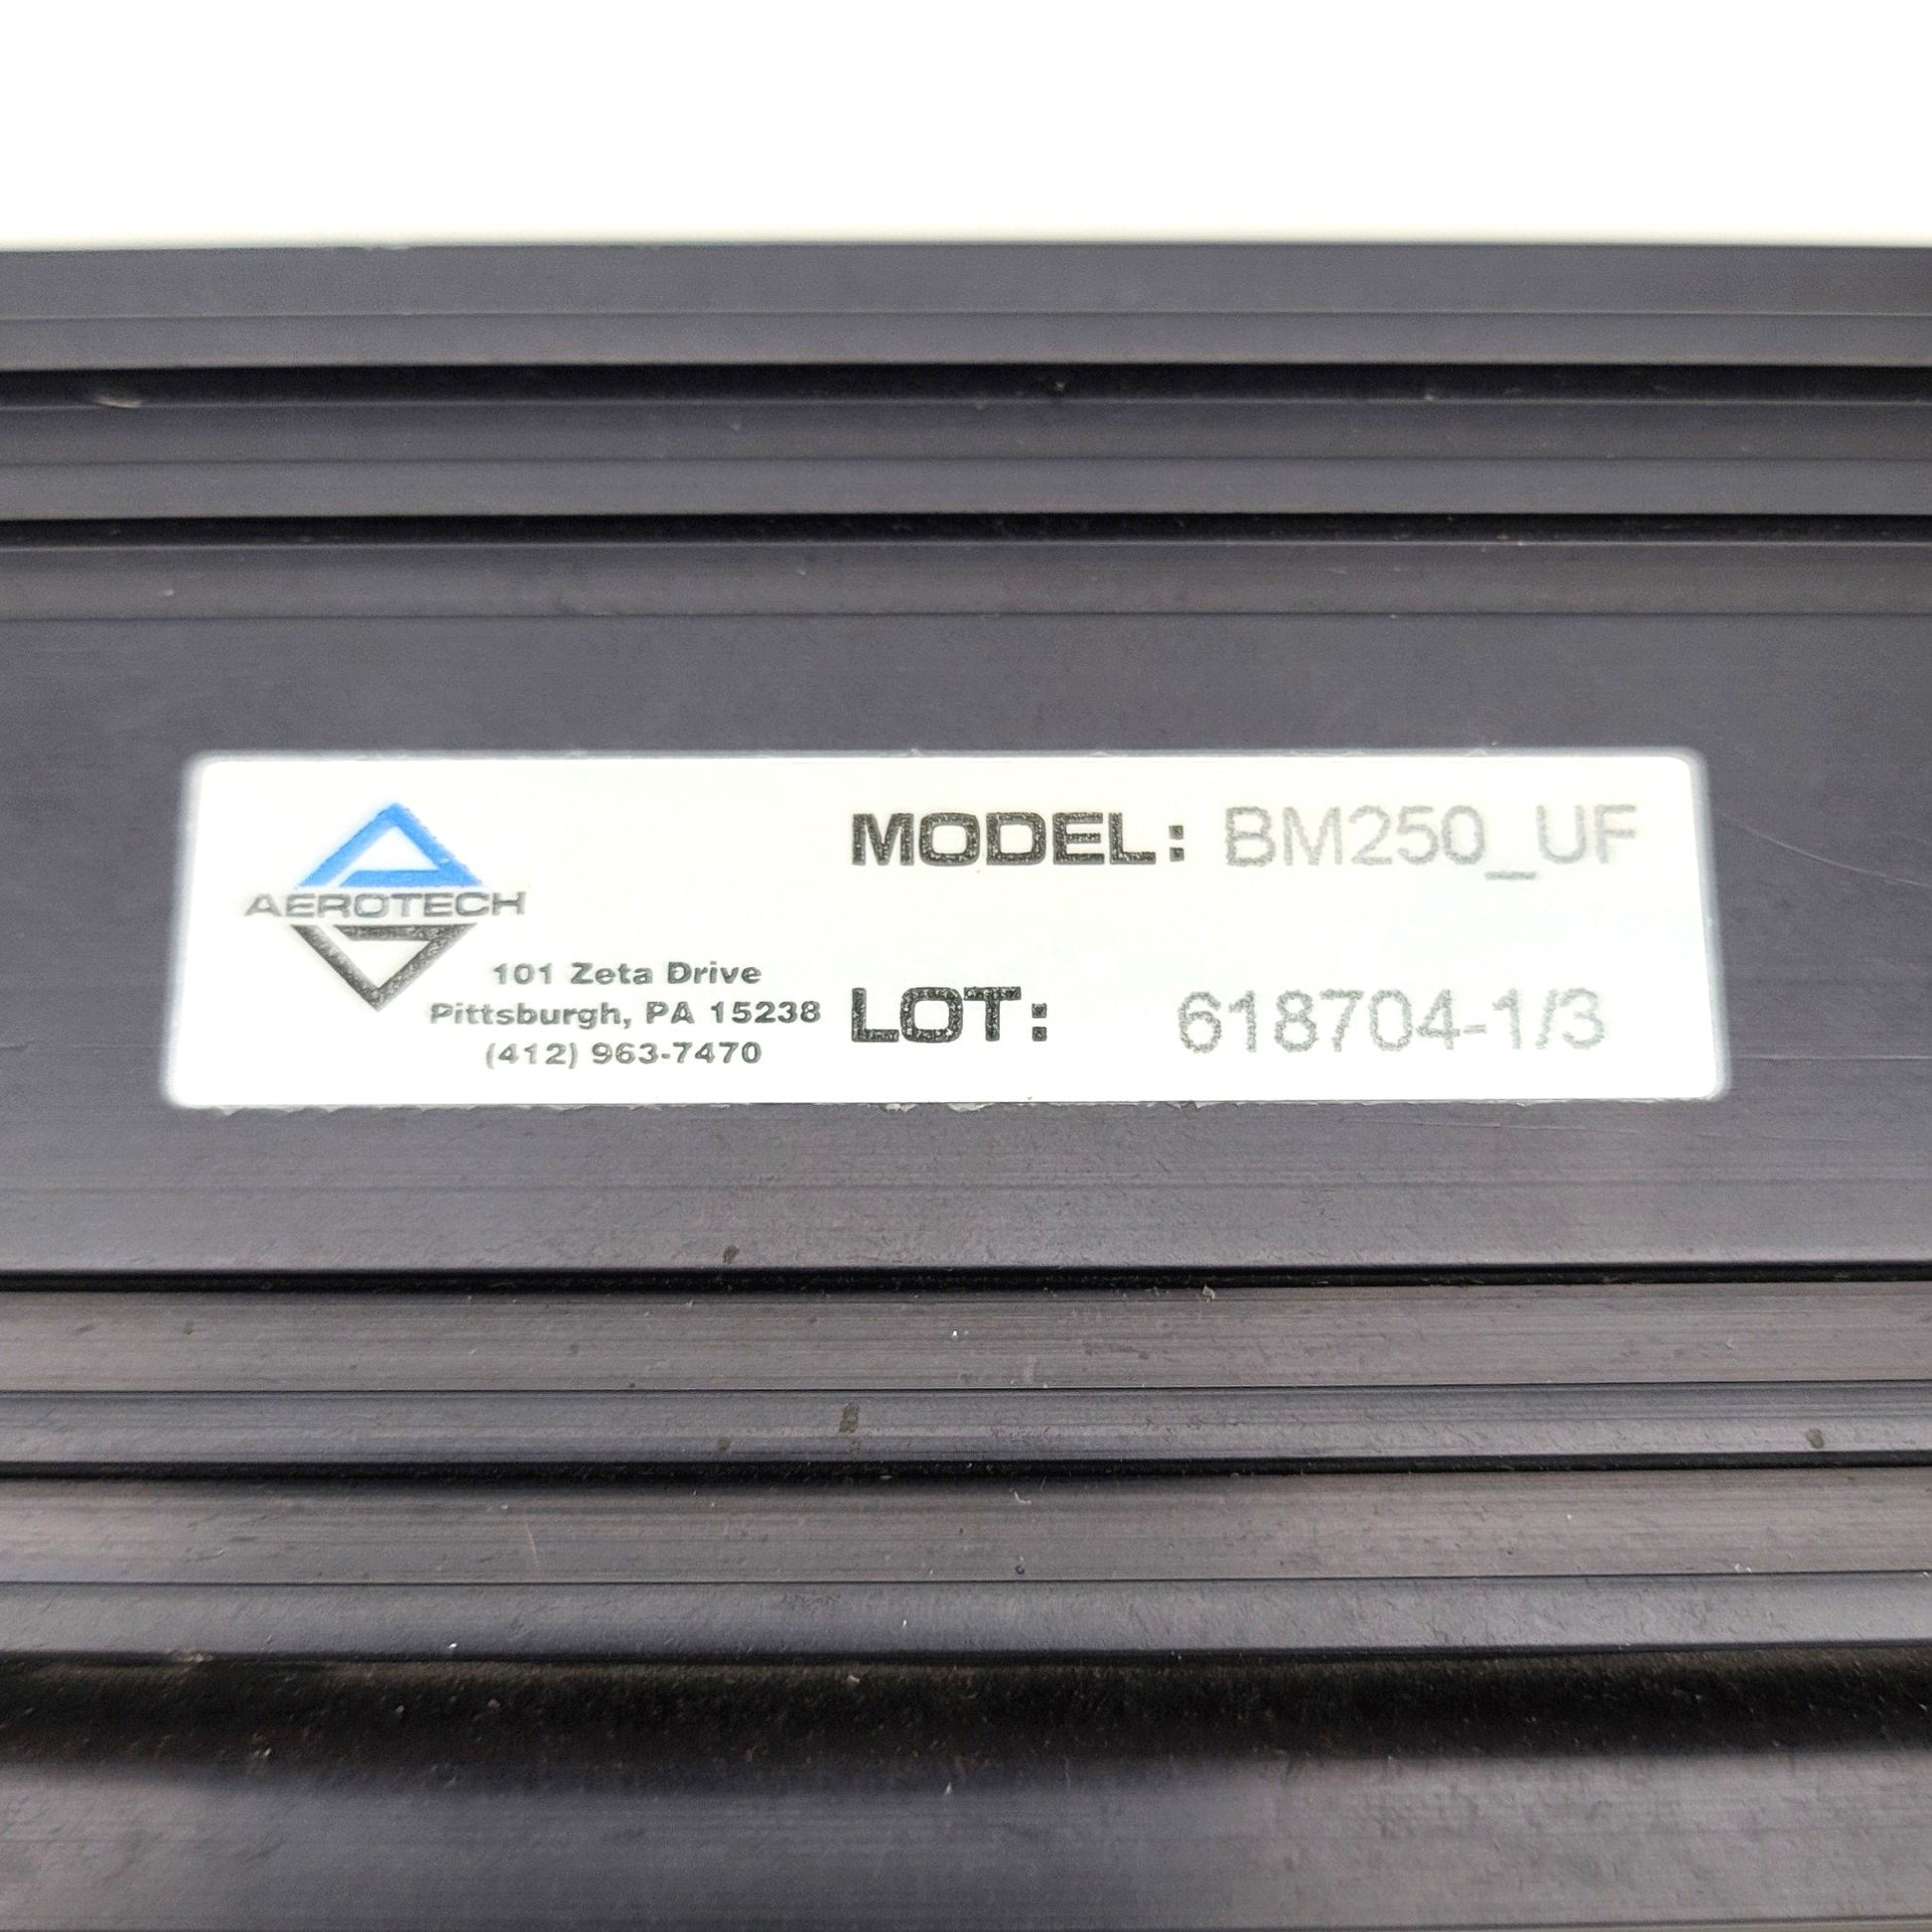 AEROTECH
101 Zeta Drive
Pittsburgh, PA 15238
(412) 963-7470
MODEL: BM250_UF
LOT: 618704-1/3